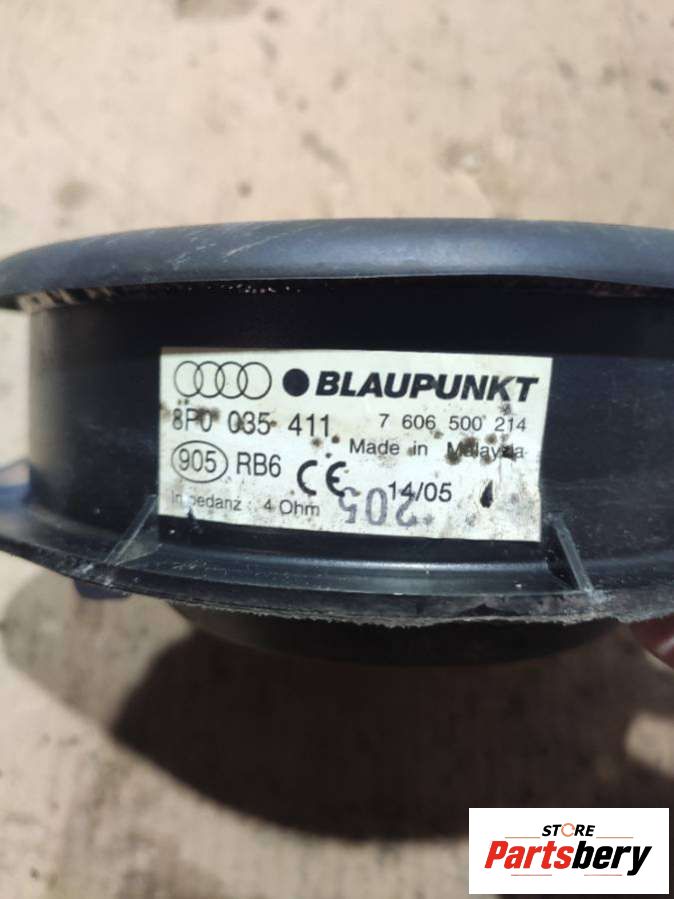 BLAUPUNKT
8P0 035 411 7 606 500 214
Made in Malaysia
905 RB6 CE 14/05
Impedanz : 4 Ohm 205
STORE
Partsbery